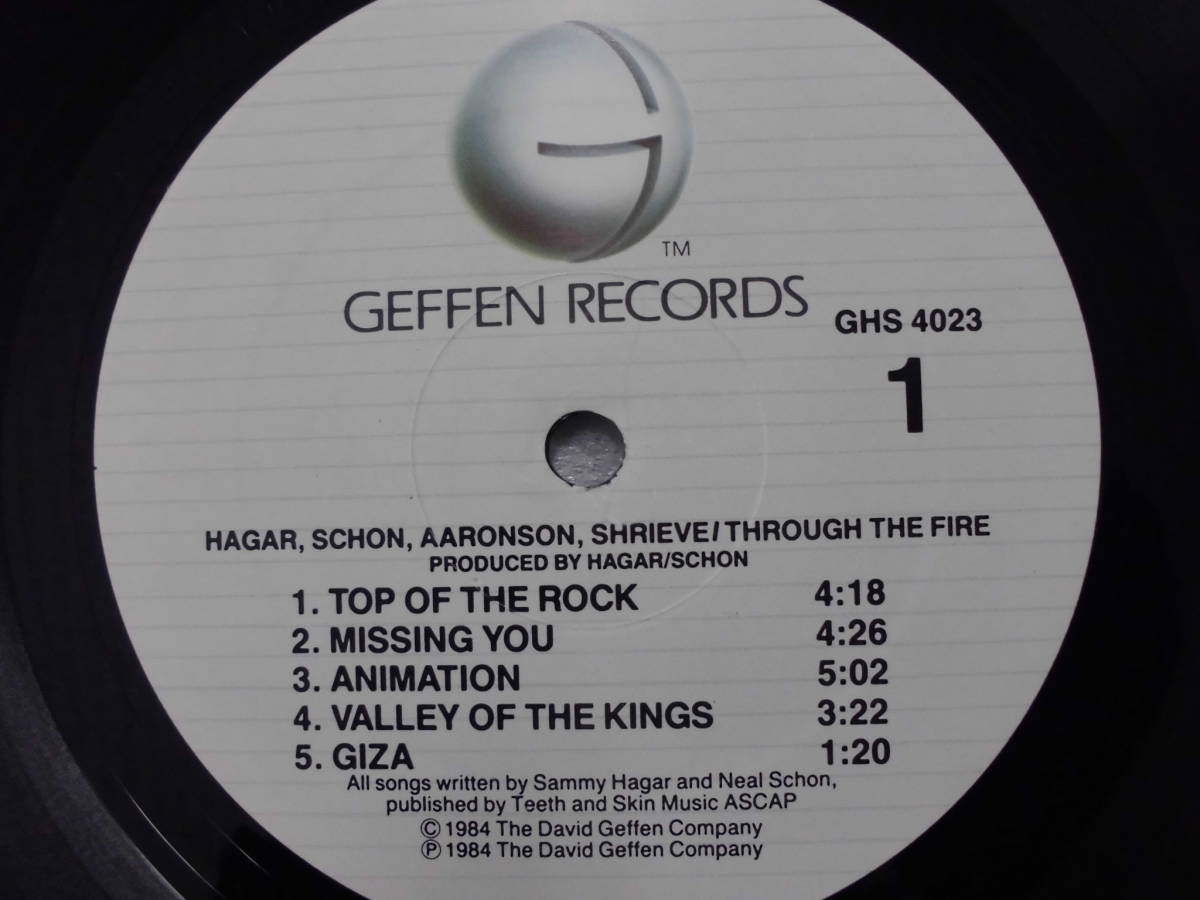 TM
GEFFEN RECORDS
GHS 4023
1
HAGAR, SCHON, AARONSON, SHRIEVE/THROUGH THE FIRE
PRODUCED BY HAGAR/SCHON
1. TOP OF THE ROCK 4:18
2. MISSING YOU 4:26
3. ANIMATION 5:02
4. VALLEY OF THE KINGS 3:22
5. GIZA 1:20
All songs written by Sammy Hagar and Neal Schon,
published by Teeth and Skin Music ASCAP
© 1984 The David Geffen Company
℗ 1984 The David Geffen Company